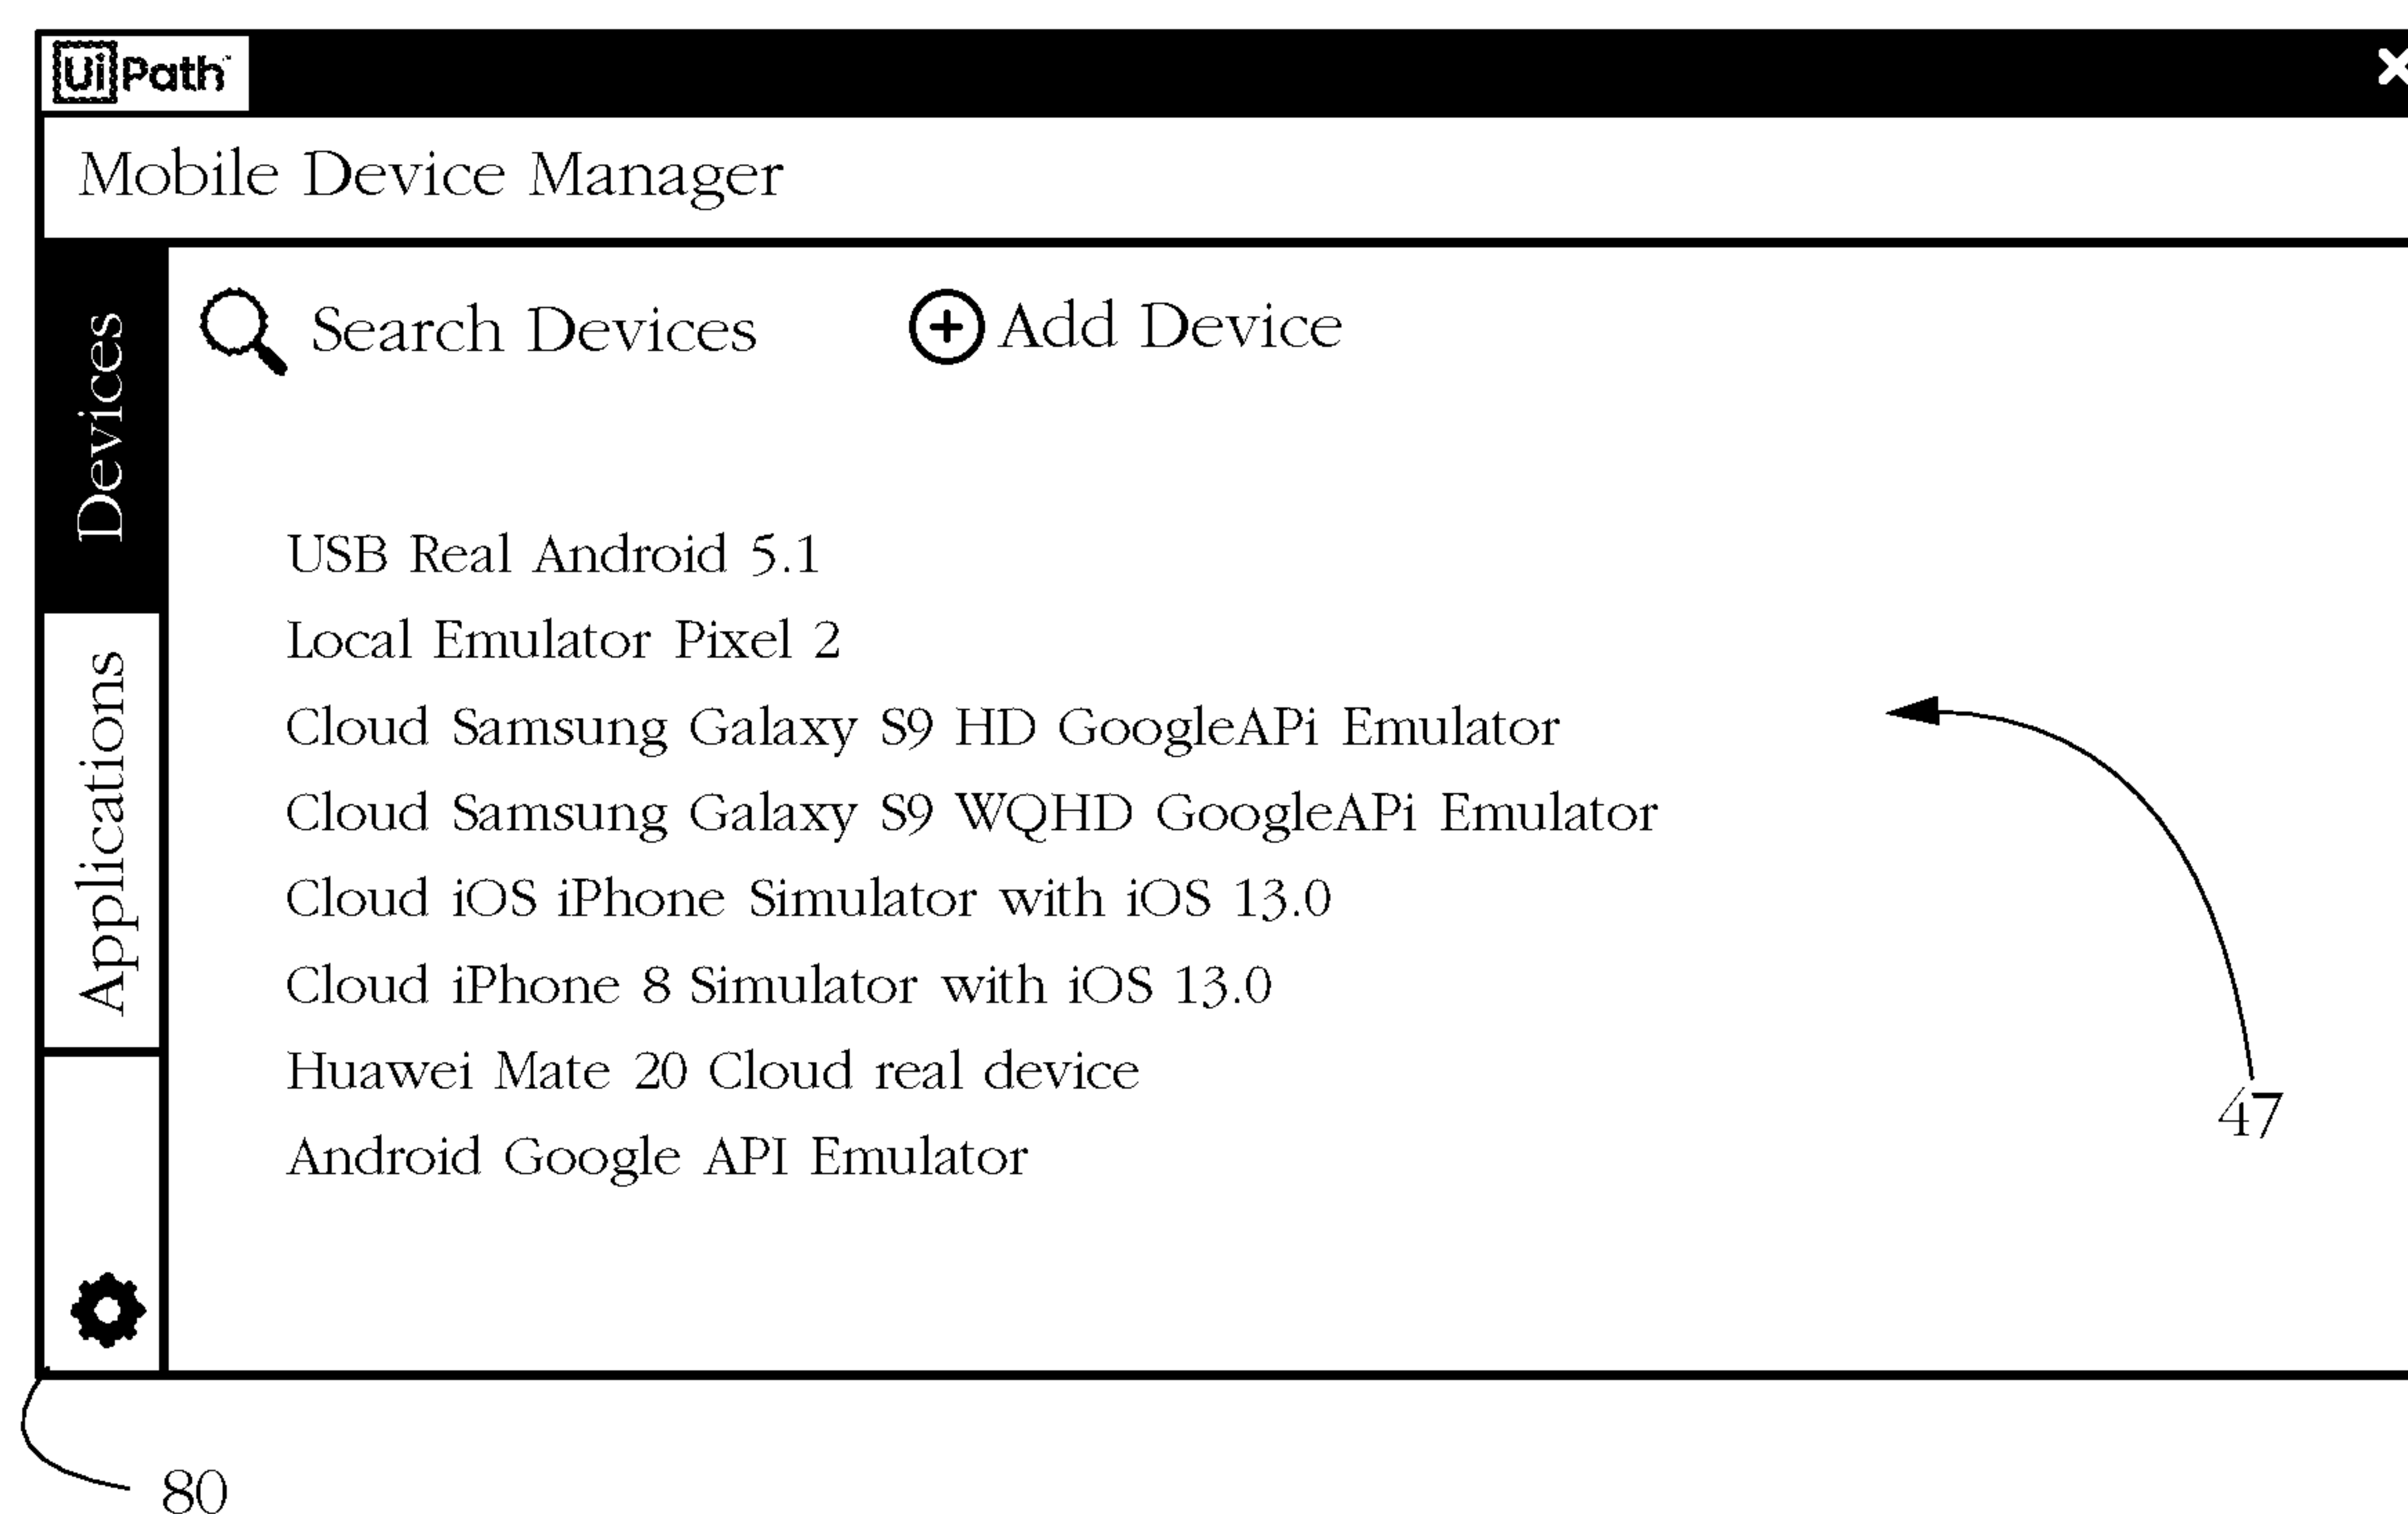 UiPath™
Mobile Device Manager
Devices
Applications
Search Devices
Add Device
USB Real Android 5.1
Local Emulator Pixel 2
Cloud Samsung Galaxy S9 HD GoogleAPi Emulator
Cloud Samsung Galaxy S9 WQHD GoogleAPi Emulator
Cloud iOS iPhone Simulator with iOS 13.0
Cloud iPhone 8 Simulator with iOS 13.0
Huawei Mate 20 Cloud real device
Android Google API Emulator
47
80